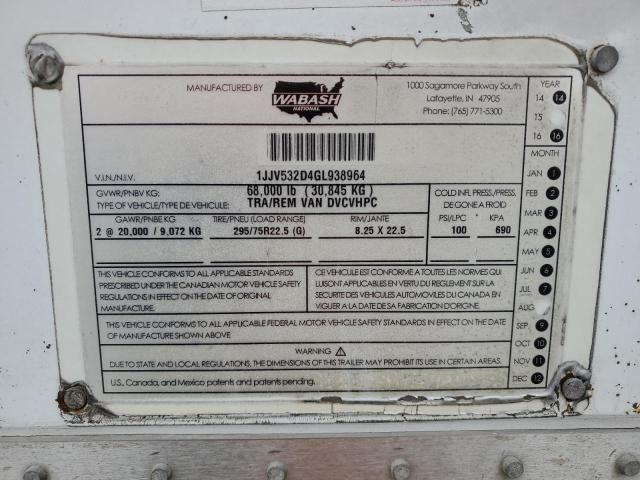 MANUFACTURED BY
WABASH
NATIONAL
1000 Sagamore Parkway South
Lafayette, IN 47905
Phone: (765) 771-5300
YEAR
14 14
15
16 16
MONTH
JAN 1
FEB 2
MAR 3
APR 4
MAY 5
JUN 6
JUL 7
AUG
SEP 9
OCT 10
NOV 11
DEC 12
V.I.N./N.I.V. 1JJV532D4GL938964
GVWR/PNBV KG: 68,000 lb (30,845 KG)
TYPE OF VEHICLE/TYPE DE VEHICULE: TRA/REM VAN DVCVHPC
COLD INFL PRESS./PRESS.
DE GONE A FROID
GAWR/PNBE KG TIRE/PNEU (LOAD RANGE) RIM/JANTE PSI/LPC KPA
2 @ 20,000 / 9,072 KG 295/75R22.5 (G) 8.25 X 22.5 100 690
THIS VEHICLE CONFORMS TO ALL APPLICABLE STANDARDS
PRESCRIBED UNDER THE CANADIAN MOTOR VEHICLE SAFETY
REGULATIONS IN EFFECT ON THE DATE OF ORIGINAL
MANUFACTURE.
CE VEHICULE EST CONFORME A TOUTES LES NORMES QUI
LUISONT APPLICABLES EN VERTU DU REGLEMENT SUR LA
SECURITE DES VEHICULES AUTOMOBILES DU CANADA EN
VIGUEUR A LA DATE DE SA FABRICATION D'ORIGINE.
THIS VEHICLE CONFORMS TO ALL APPLICABLE FEDERAL MOTOR VEHICLE SAFETY STANDARDS IN EFFECT ON THE DATE
OF MANUFACTURE SHOWN ABOVE.
WARNING
DUE TO STATE AND LOCAL REGULATIONS, THE DIMENSIONS OF THIS TRAILER MAY PROHIBIT ITS USE IN CERTAIN AREAS.
U.S., Canada, and Mexico patents and patents pending.